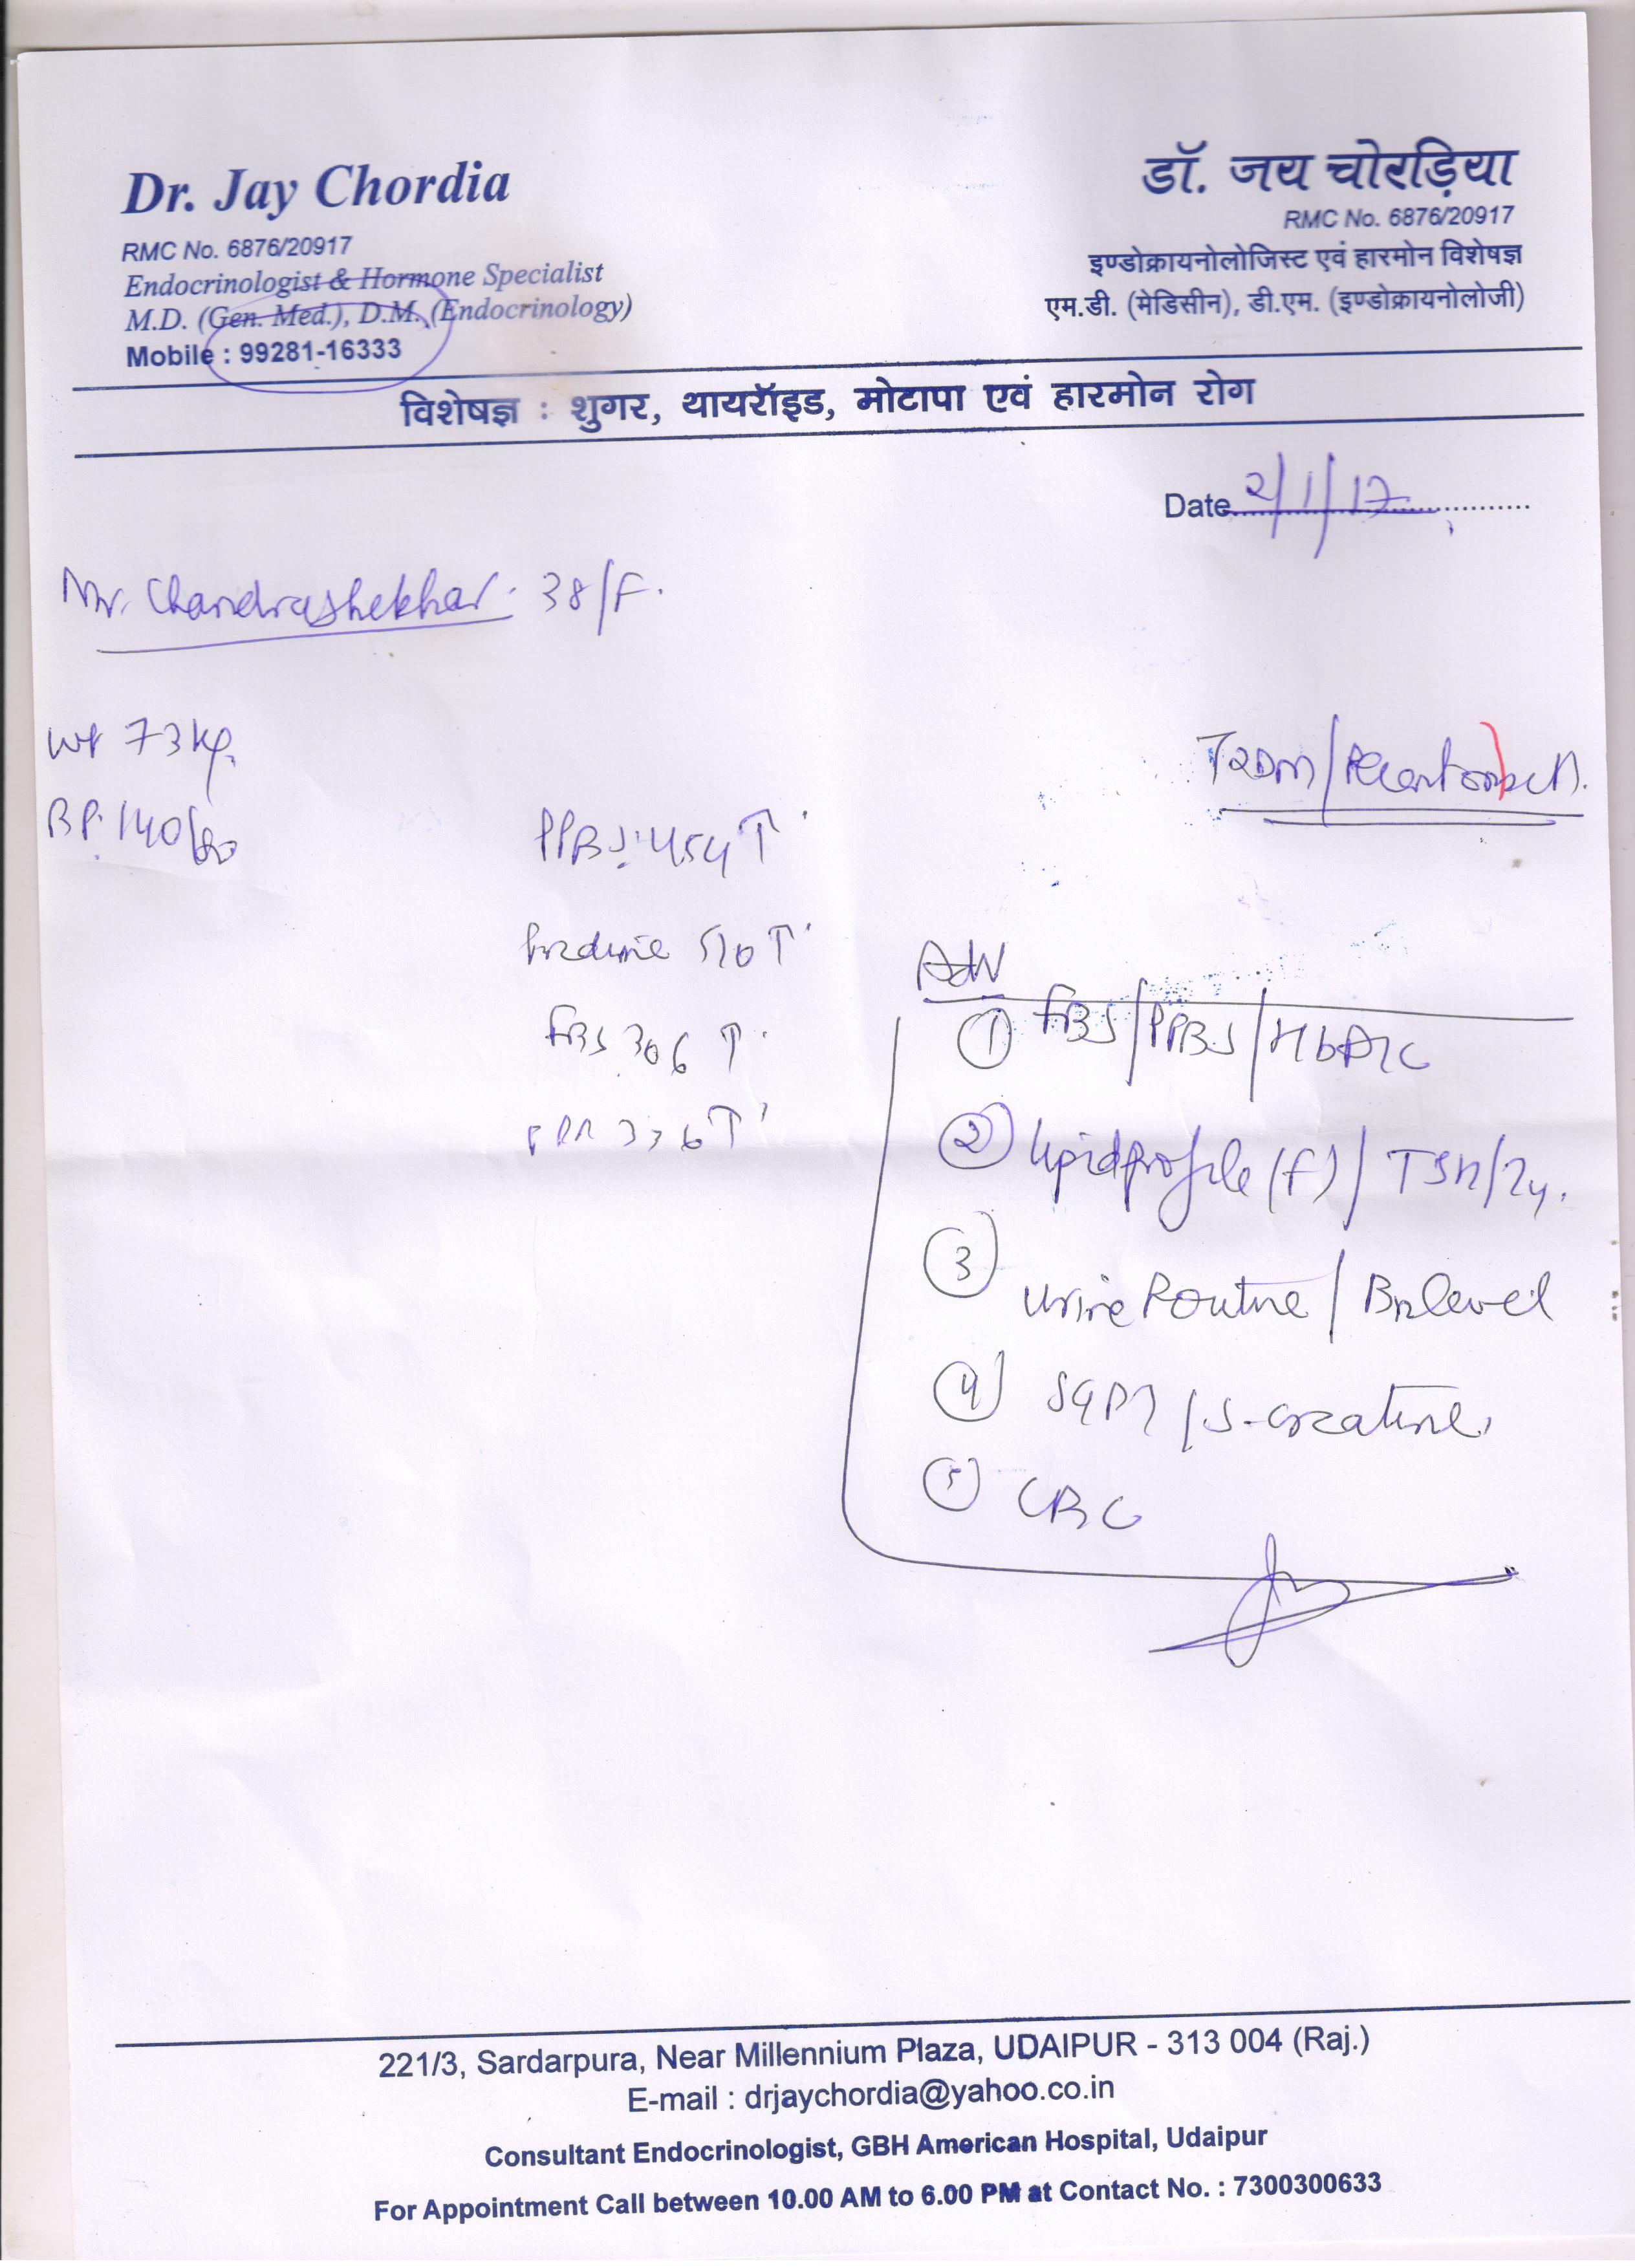 Dr. Jay Chordia
RMC No. 6876/20917
Endocrinologist & Hormone Specialist
M.D. (Gen. Med.), D.M. (Endocrinology)
Mobile : 99281-16333
डॉ. जय चोरड़िया
RMC No. 6876/20917
इण्डोक्रायनोलोजिस्ट एवं हारमोन विशेषज्ञ
एम.डी. (मेडिसीन), डी.एम. (इण्डोक्रायनोलोजी)
विशेषज्ञ : शुगर, थायरॉइड, मोटापा एवं हारमोन रोग
Date 2/1/17
Mr. Chandrashekhar. 38/F.
Wt 73 kg.
BP. 140/80
T2DM/Recent onset.
PPBS: 454 ↑
510 ↑
FBS 306 ↑
336 ↑
Adv
① FBS/PPBS/HbA1c
② lipid profile (F)/TSH/
③ Urine Routine/ level
④ SGPT/S-creatine
⑤ CBC
221/3, Sardarpura, Near Millennium Plaza, UDAIPUR - 313 004 (Raj.)
E-mail : drjaychordia@yahoo.co.in
Consultant Endocrinologist, GBH American Hospital, Udaipur
For Appointment Call between 10.00 AM to 6.00 PM at Contact No. : 7300300633